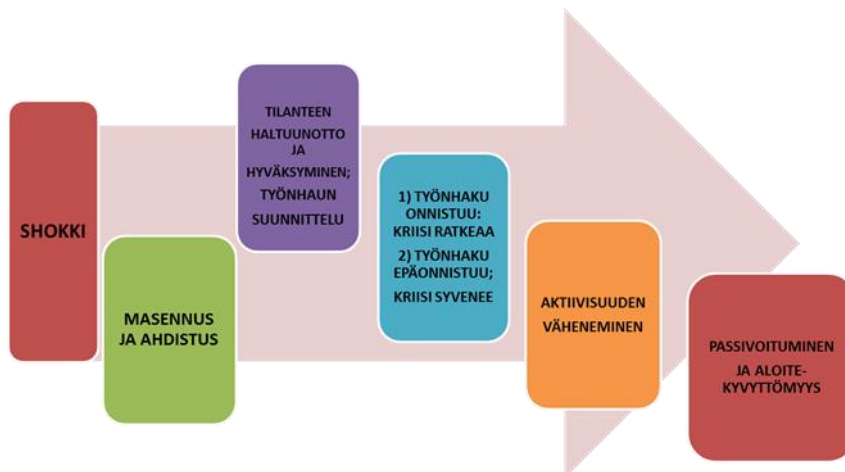 SHOKKI
MASENNUS
JA AHDISTUS
TILANTEEN
HALTUUNOTTO
JA
HYVÄKSYMINEN;
TYÖNHAUN
SUUNNITTELU
1) TYÖNHAKU
ONNISTUU:
KRIISI RATKEAA
2) TYÖNHAKU
EPÄONNISTUU;
KRIISI SYVENEE
AKTIIVISUUDEN
VÄHENEMINEN
PASSIVOITUMINEN
JA ALOITE-
KYVYTTÖMYYS